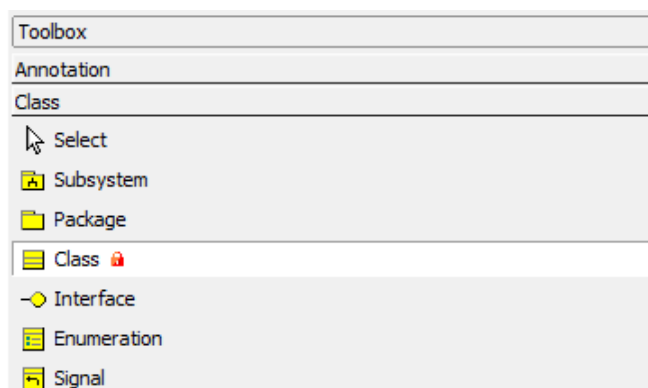 Toolbox
Annotation
Class
Select
Subsystem
Package
Class
Interface
Enumeration
Signal